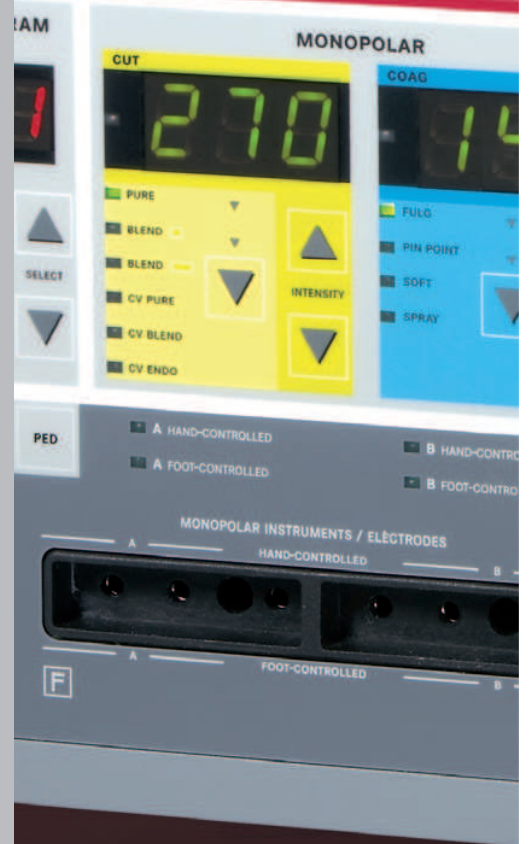 RAM
MONOPOLAR
CUT
COAG
1
270
14
PURE
FULG
BLEND
PIN POINT
BLEND
SELECT
INTENSITY
SOFT
CV PURE
SPRAY
CV BLEND
CV ENDO
PED
A HAND-CONTROLLED
B HAND-CONTRO
A FOOT-CONTROLLED
B FOOT-CONTRO
MONOPOLAR INSTRUMENTS / ELÈCTRODES
A HAND-CONTROLLED B
A FOOT-CONTROLLED B
F